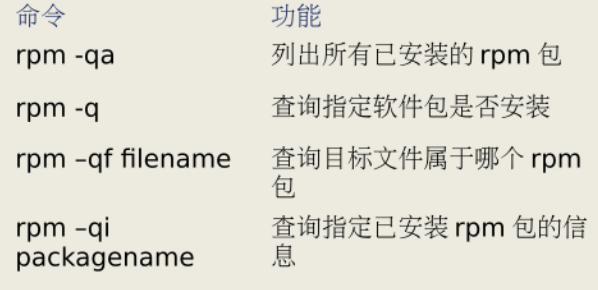 命令 功能
rpm -qa 列出所有已安装的 rpm 包
rpm -q 查询指定软件包是否安装
rpm –qf filename 查询目标文件属于哪个 rpm
包
rpm –qi 查询指定已安装 rpm 包的信
packagename 息